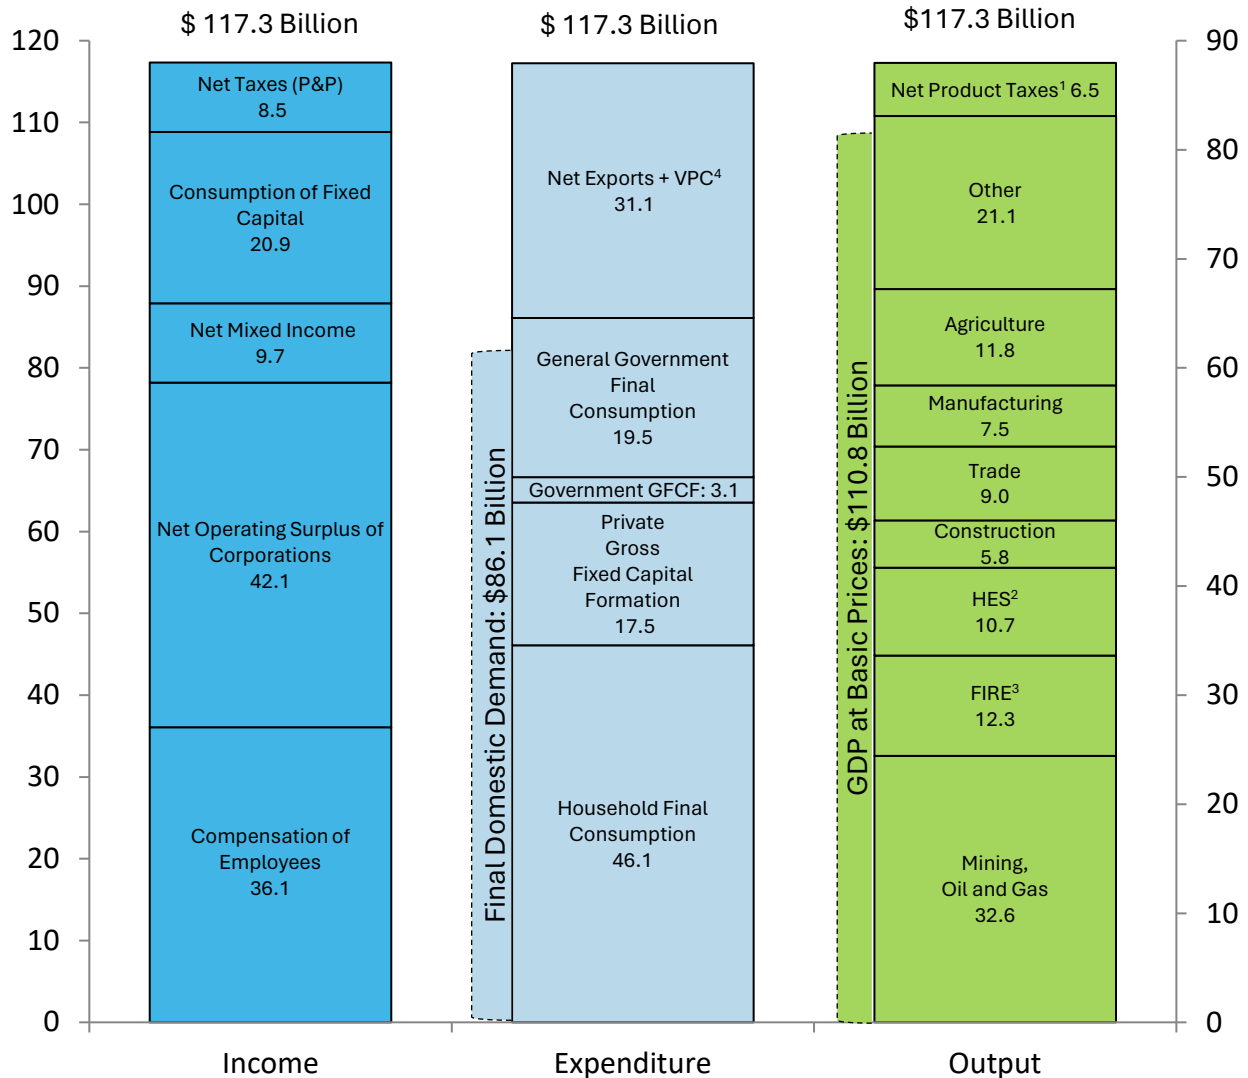 $ 117.3 Billion
$ 117.3 Billion
$117.3 Billion
120
110
100
90
80
70
60
50
40
30
20
10
0
Net Taxes (P&P)
8.5
Consumption of Fixed
Capital
20.9
Net Mixed Income
9.7
Net Operating Surplus of
Corporations
42.1
Compensation of
Employees
36.1
Income
Final Domestic Demand: $86.1 Billion
Net Exports + VPC⁴
31.1
General Government
Final
Consumption
19.5
Government GFCF: 3.1
Private
Gross
Fixed Capital
Formation
17.5
Household Final
Consumption
46.1
Expenditure
GDP at Basic Prices: $110.8 Billion
Net Product Taxes¹ 6.5
Other
21.1
Agriculture
11.8
Manufacturing
7.5
Trade
9.0
Construction
5.8
HES²
10.7
FIRE³
12.3
Mining,
Oil and Gas
32.6
Output
90
80
70
60
50
40
30
20
10
0